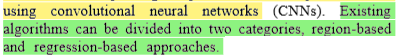 using convolutional neural networks (CNNs). Existing
algorithms can be divided into two categories, region-based
and regression-based approaches.